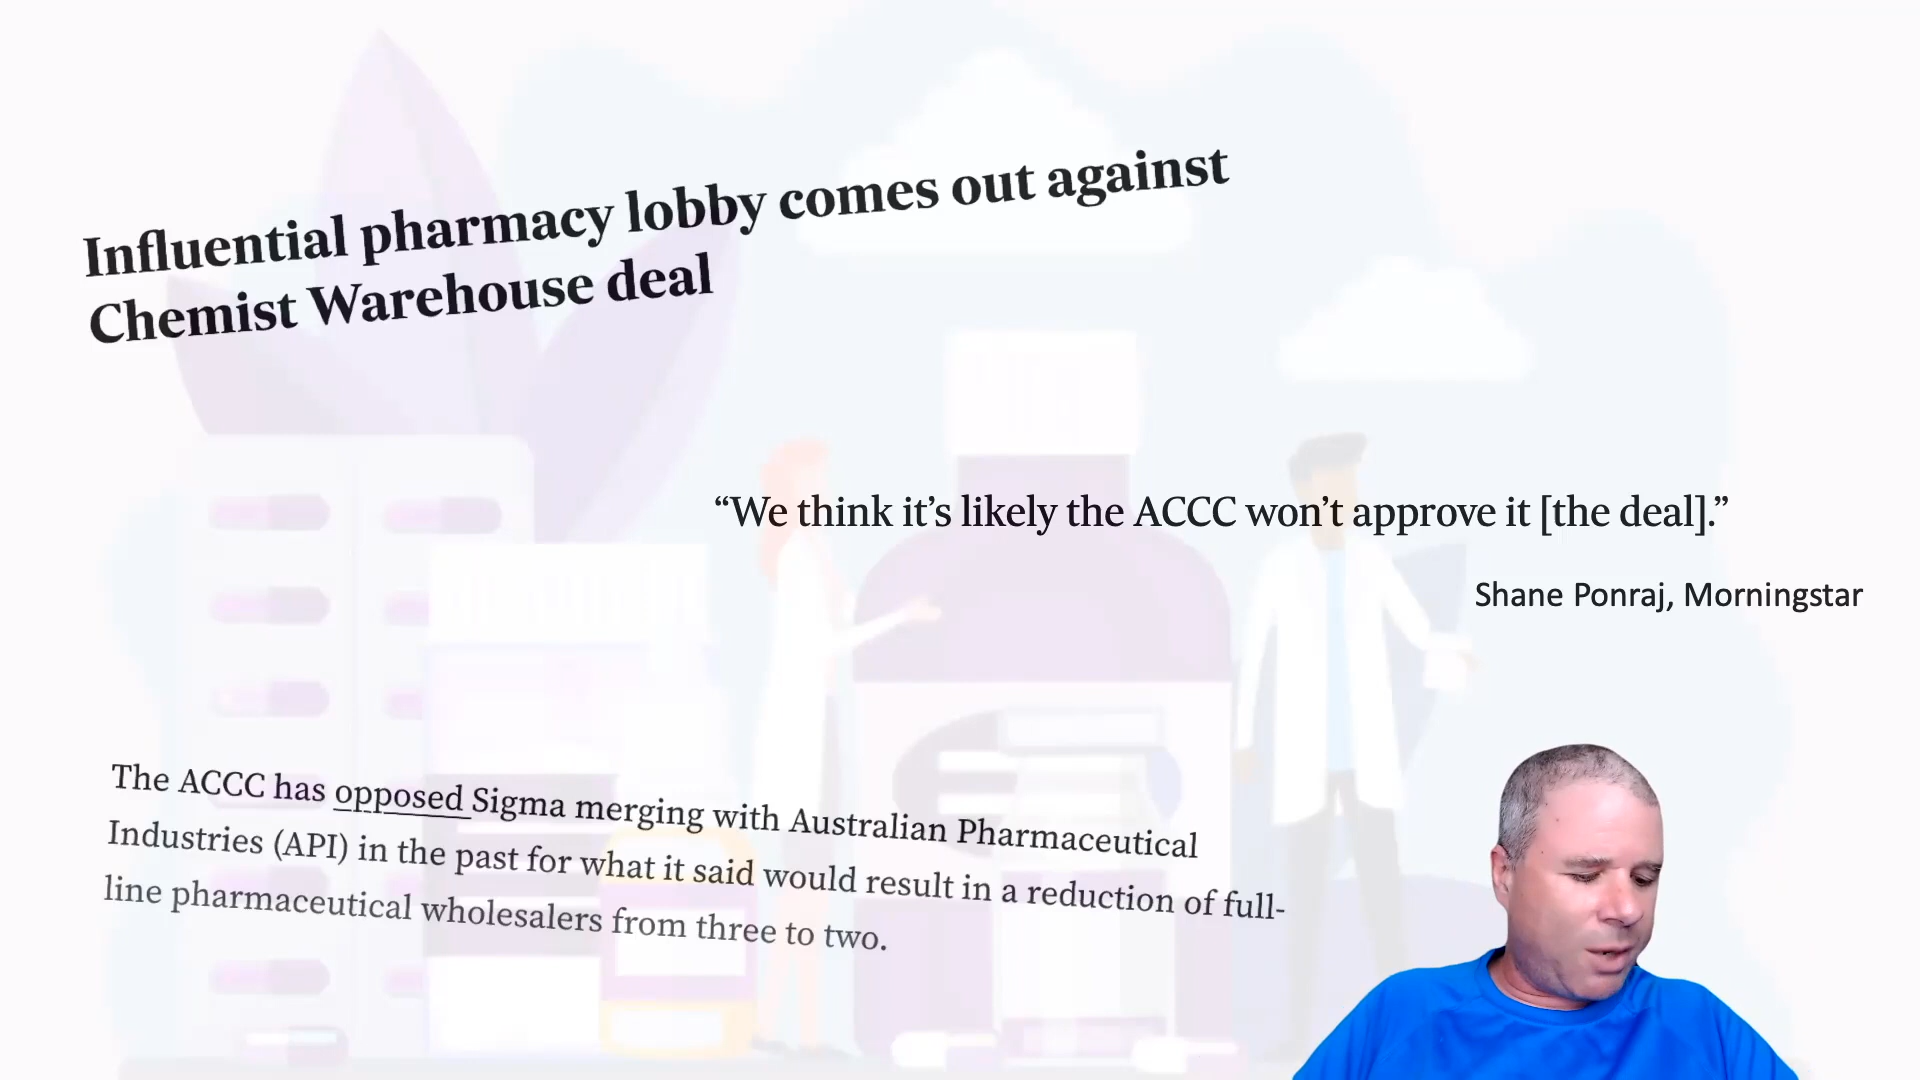 Influential pharmacy lobby comes out against
Chemist Warehouse deal
“We think it’s likely the ACCC won’t approve it [the deal].”
Shane Ponraj, Morningstar
The ACCC has opposed Sigma merging with Australian Pharmaceutical
Industries (API) in the past for what it said would result in a reduction of full-
line pharmaceutical wholesalers from three to two.